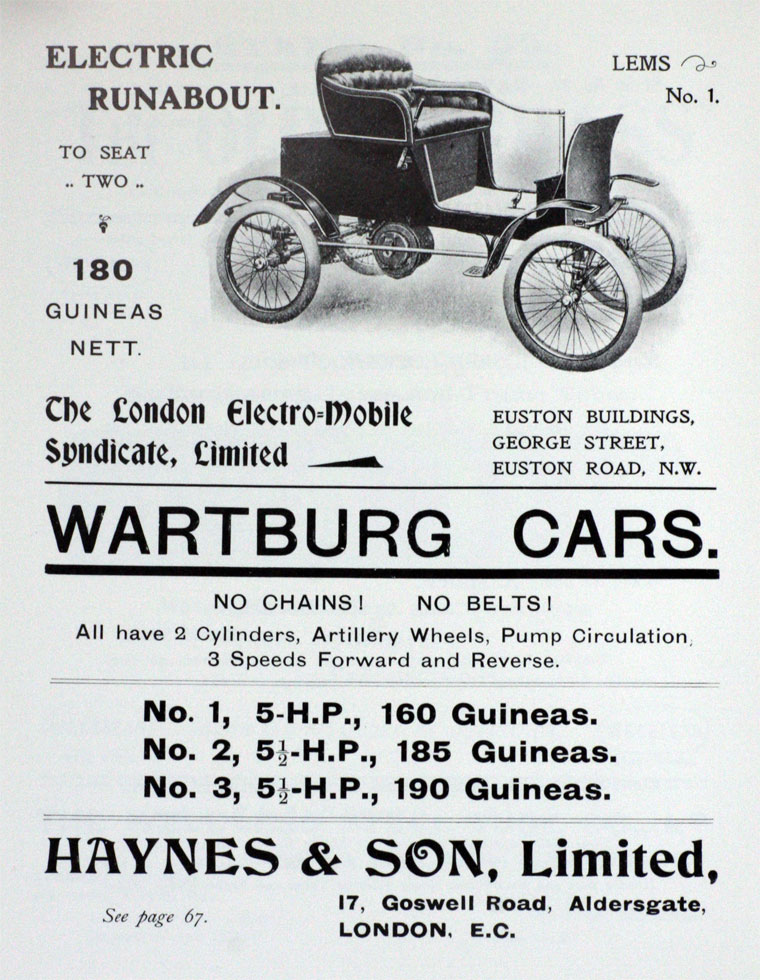 ELECTRIC
RUNABOUT.
LEMS
No. 1.
TO SEAT
.. TWO ..
180
GUINEAS
NETT.
The London Electro=Mobile
Syndicate, Limited
EUSTON BUILDINGS,
GEORGE STREET,
EUSTON ROAD, N.W.
WARTBURG CARS.
NO CHAINS! NO BELTS!
All have 2 Cylinders, Artillery Wheels, Pump Circulation,
3 Speeds Forward and Reverse.
No. 1, 5-H.P., 160 Guineas.
No. 2, 5½-H.P., 185 Guineas.
No. 3, 5½-H.P., 190 Guineas.
HAYNES & SON, Limited,
See page 67.
17, Goswell Road, Aldersgate,
LONDON, E.C.